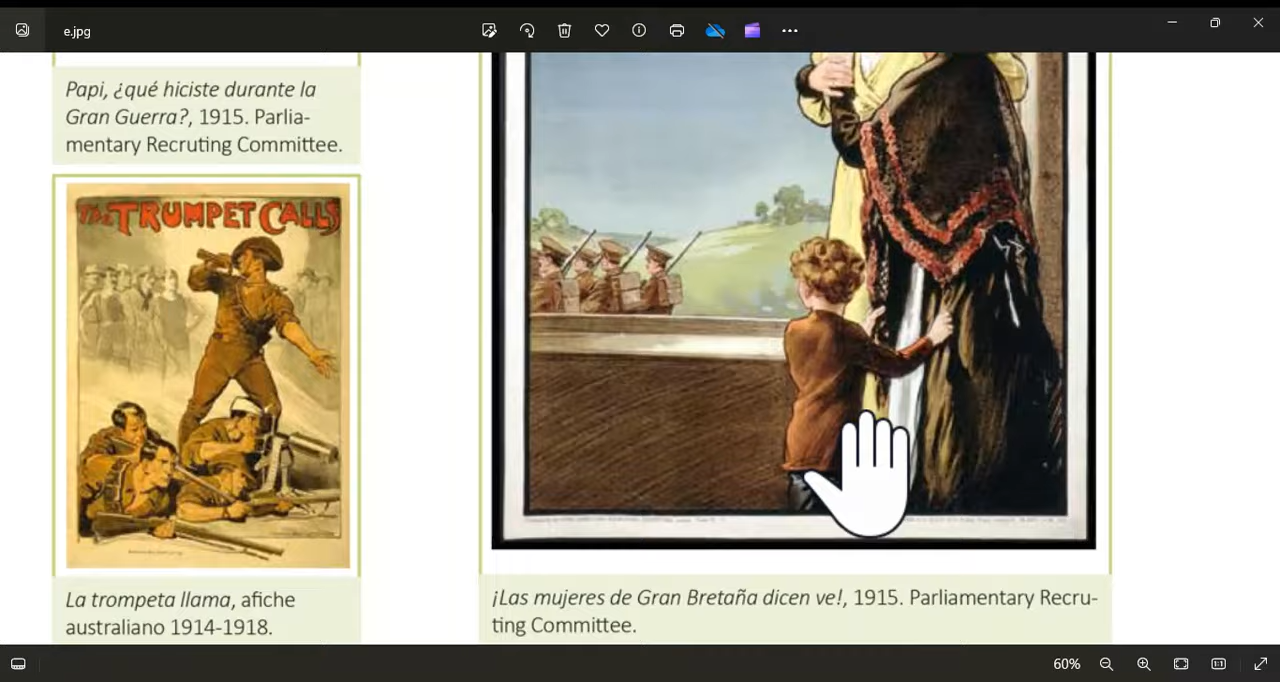 e.jpg
Papi, ¿qué hiciste durante la
Gran Guerra?, 1915. Parlia-
mentary Recruting Committee.
THE TRUMPET CALLS
La trompeta llama, afiche
australiano 1914-1918.
¡Las mujeres de Gran Bretaña dicen ve!, 1915. Parliamentary Recru-
ting Committee.
60%